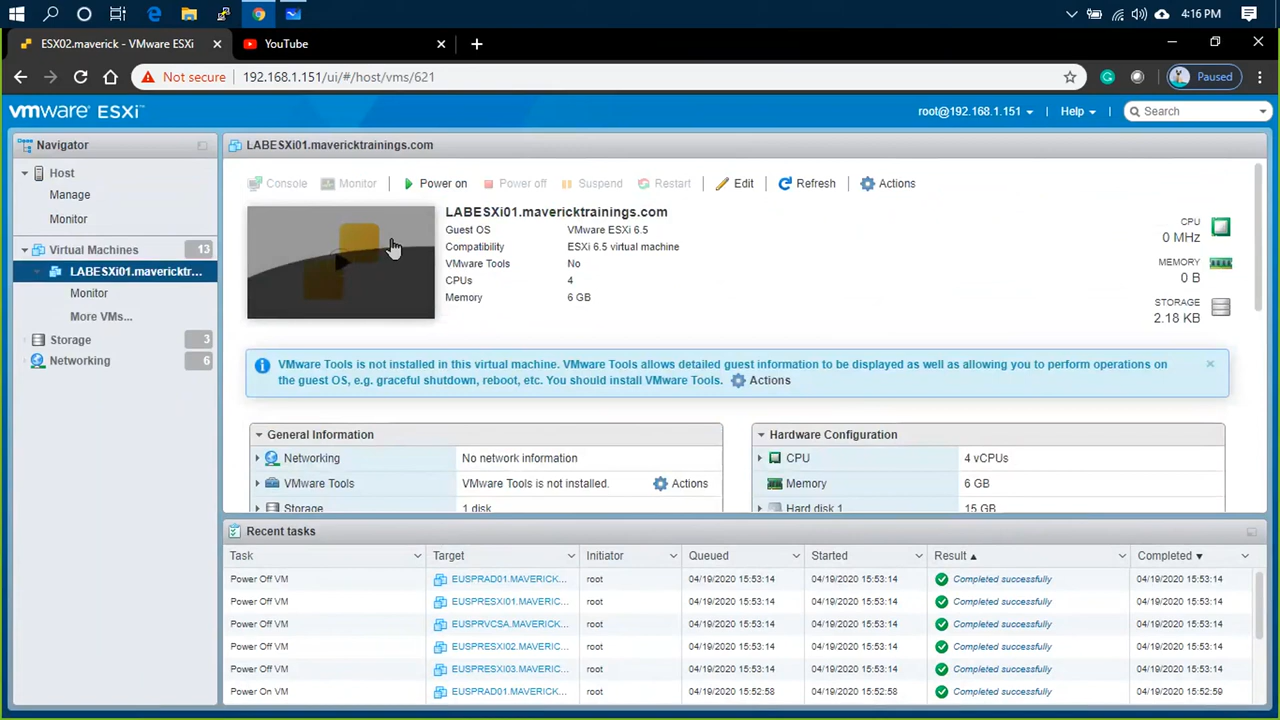 4:16 PM
ESX02.maverick - VMware ESXi
YouTube
Not secure
192.168.1.151/ui/#/host/vms/621
Paused
vmware ESXi™
root@192.168.1.151
Help
Search
Navigator
LABESXi01.mavericktrainings.com
Host
Manage
Monitor
Virtual Machines
13
LABESXi01.mavericktr...
Monitor
More VMs...
Storage
3
Networking
6
Console
Monitor
Power on
Power off
Suspend
Restart
Edit
Refresh
Actions
LABESXi01.mavericktrainings.com
Guest OS VMware ESXi 6.5
Compatibility ESXi 6.5 virtual machine
VMware Tools No
CPUs 4
Memory 6 GB
CPU
0 MHz
MEMORY
0 B
STORAGE
2.18 KB
VMware Tools is not installed in this virtual machine. VMware Tools allows detailed guest information to be displayed as well as allowing you to perform operations on
the guest OS, e.g. graceful shutdown, reboot, etc. You should install VMware Tools. Actions
General Information
Networking No network information
VMware Tools VMware Tools is not installed. Actions
Storage 1 disk
Hardware Configuration
CPU 4 vCPUs
Memory 6 GB
Hard disk 1 15 GB
Recent tasks
Task Target Initiator Queued Started Result Completed
Power Off VM EUSPRAD01.MAVERICK... root 04/19/2020 15:53:14 04/19/2020 15:53:14 Completed successfully 04/19/2020 15:53:14
Power Off VM EUSPRESXI01.MAVERIC... root 04/19/2020 15:53:14 04/19/2020 15:53:14 Completed successfully 04/19/2020 15:53:14
Power Off VM EUSPRVCSA.MAVERICK... root 04/19/2020 15:53:14 04/19/2020 15:53:14 Completed successfully 04/19/2020 15:53:14
Power Off VM EUSPRESXI02.MAVERIC... root 04/19/2020 15:53:14 04/19/2020 15:53:14 Completed successfully 04/19/2020 15:53:14
Power Off VM EUSPRESXI03.MAVERIC... root 04/19/2020 15:53:14 04/19/2020 15:53:14 Completed successfully 04/19/2020 15:53:14
Power On VM EUSPRAD01.MAVERICK... root 04/19/2020 15:52:58 04/19/2020 15:52:58 Completed successfully 04/19/2020 15:52:59